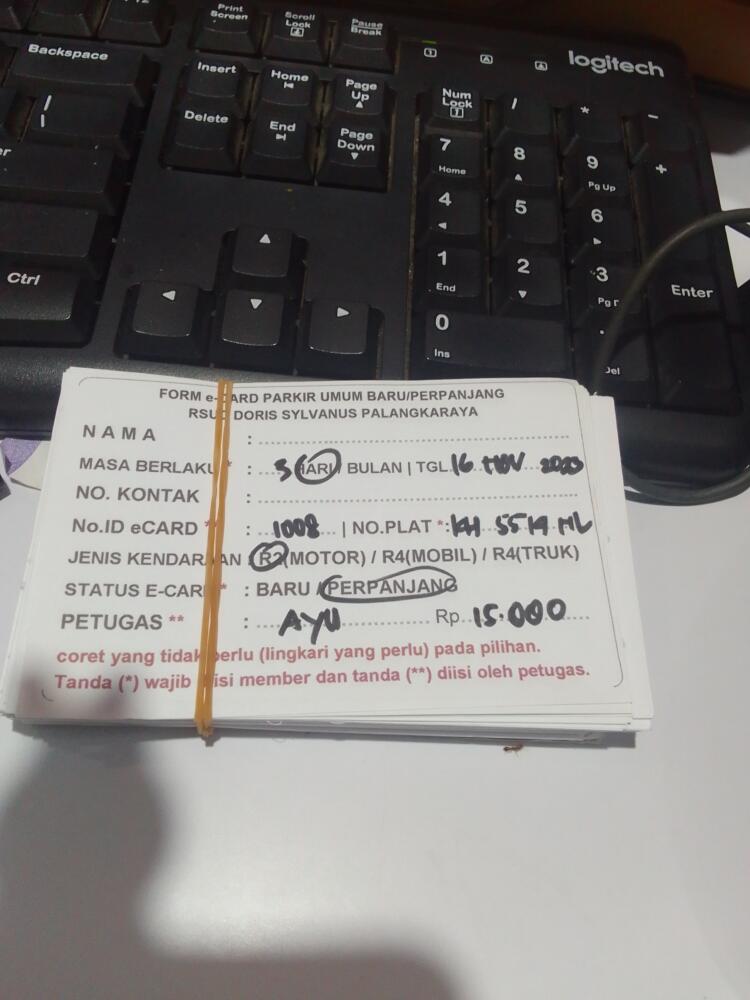 Print Screen Scroll Lock Pause Break
logitech
Backspace Insert Home Page Up Num Lock / * -
Delete End Page Down 7 Home 8 9 Pg Up +
4 5 6
Ctrl 1 End 2 3 Enter
0 Ins .
FORM e-CARD PARKIR UMUM BARU/PERPANJANG
RSUD DORIS SYLVANUS PALANGKARAYA
NAMA :
MASA BERLAKU * : HARI / BULAN | TGL. 16 2023
NO. KONTAK :
No.ID eCARD ** : 1008 | NO.PLAT *: KH 5514 HL
JENIS KENDARAAN : R2(MOTOR) / R4(MOBIL) / R4(TRUK)
STATUS E-CARD * : BARU / PERPANJANG
PETUGAS ** : AYU Rp 15.000
coret yang tidak perlu (lingkari yang perlu) pada pilihan.
Tanda (*) wajib diisi member dan tanda (**) diisi oleh petugas.